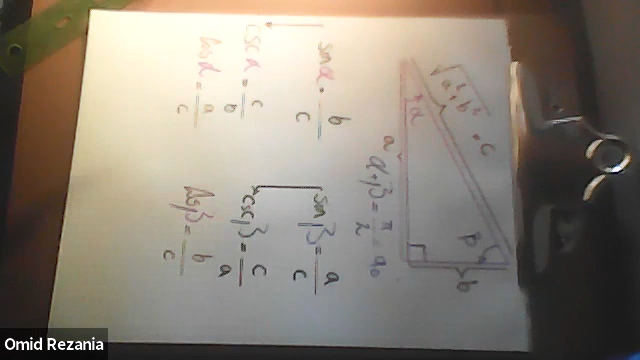 √a²+b² = c
α
β
a
b
α+β = π/2 = 90
sin α = b/c
sin β = a/c
csc α = c/b
csc β = c/a
cos α = a/c
cos β = b/c
Omid Rezania